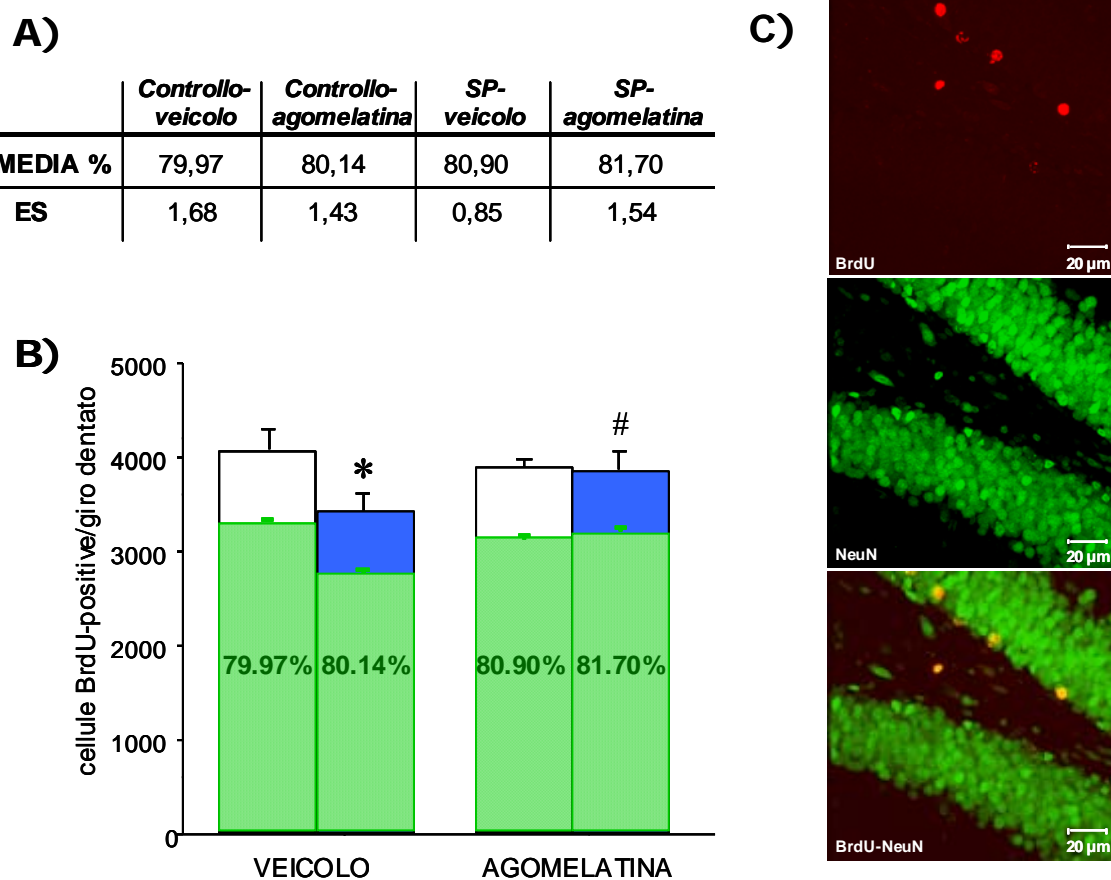 A)
Controllo-veicolo Controllo-agomelatina SP-veicolo SP-agomelatina
MEDIA % 79,97 80,14 80,90 81,70
ES 1,68 1,43 0,85 1,54
B)
cellule BrdU-positive/giro dentato
5000
4000
3000
2000
1000
0
*
#
79.97% 80.14% 80.90% 81.70%
VEICOLO AGOMELATINA
C)
BrdU 20 µm
NeuN 20 µm
BrdU-NeuN 20 µm